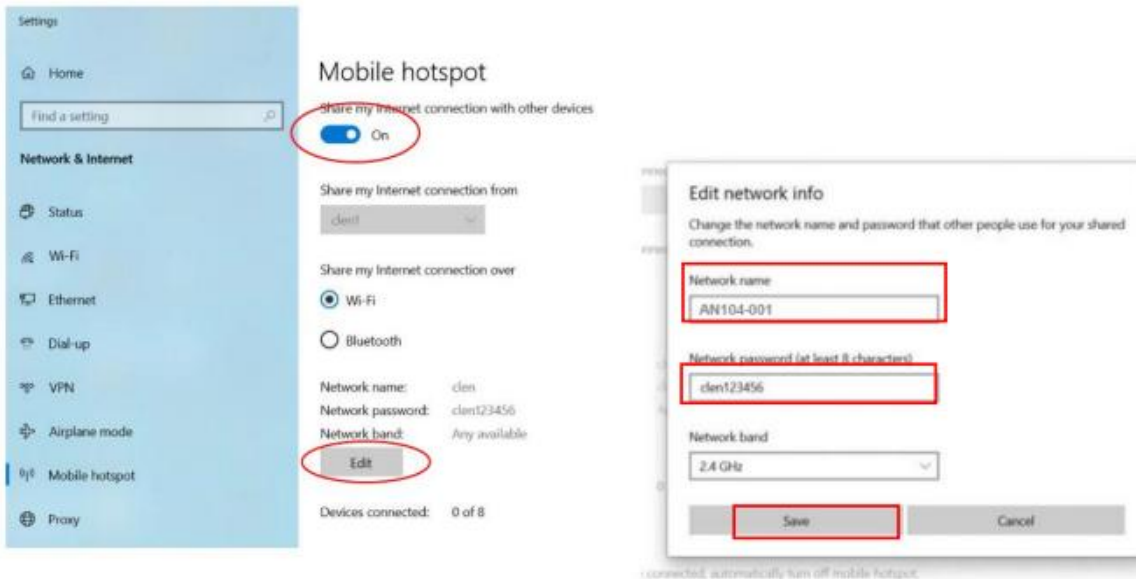 Settings
Home
Find a setting
Network & Internet
Status
Wi-Fi
Ethernet
Dial-up
VPN
Airplane mode
Mobile hotspot
Proxy
Mobile hotspot
Share my Internet connection with other devices
On
Share my Internet connection from
clen1
Share my Internet connection over
Wi-Fi
Bluetooth
Network name: clen
Network password: clen123456
Network band: Any available
Edit
Devices connected: 0 of 8
Edit network info
Change the network name and password that other people use for your shared
connection.
Network name
AN104-001
Network password (at least 8 characters)
clen123456
Network band
2.4 GHz
Save Cancel
connected, automatically turn off mobile hotspot.